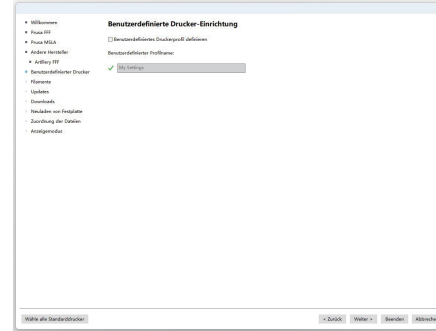 Willkommen
Prusa FFF
Prusa MSLA
Andere Hersteller
Artillery FFF
Benutzerdefinierter Drucker
Filamente
Updates
Downloads
Neuladen von Festplatte
Zuordnung der Dateien
Anzeigemodus
Benutzerdefinierte Drucker-Einrichtung
Benutzerdefiniertes Druckerprofil definieren
Benutzerdefinierter Profilname:
My Settings
Wähle alle Standarddrucker
< Zurück Weiter > Beenden Abbreche